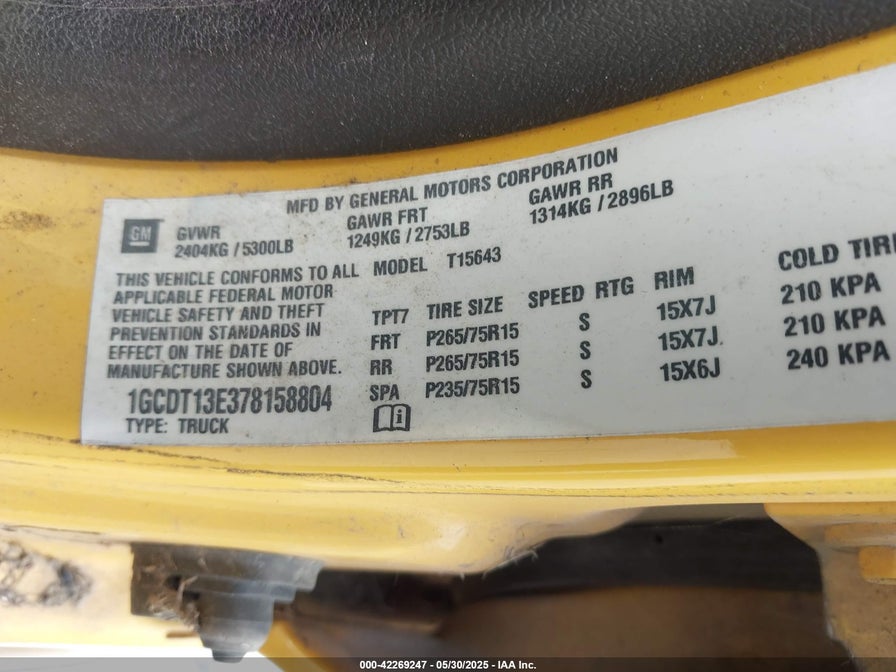 MFD BY GENERAL MOTORS CORPORATION
GM
GVWR GAWR FRT GAWR RR
2404KG / 5300LB 1249KG / 2753LB 1314KG / 2896LB
THIS VEHICLE CONFORMS TO ALL
APPLICABLE FEDERAL MOTOR
VEHICLE SAFETY AND THEFT
PREVENTION STANDARDS IN
EFFECT ON THE DATE OF
MANUFACTURE SHOWN ABOVE.
1GCDT13E378158804
TYPE: TRUCK
MODEL T15643
TPT7 TIRE SIZE SPEED RTG RIM COLD TIRE
FRT P265/75R15 S 15X7J 210 KPA
RR P265/75R15 S 15X7J 210 KPA
SPA P235/75R15 S 15X6J 240 KPA
000-42269247 - 05/30/2025 - IAA Inc.